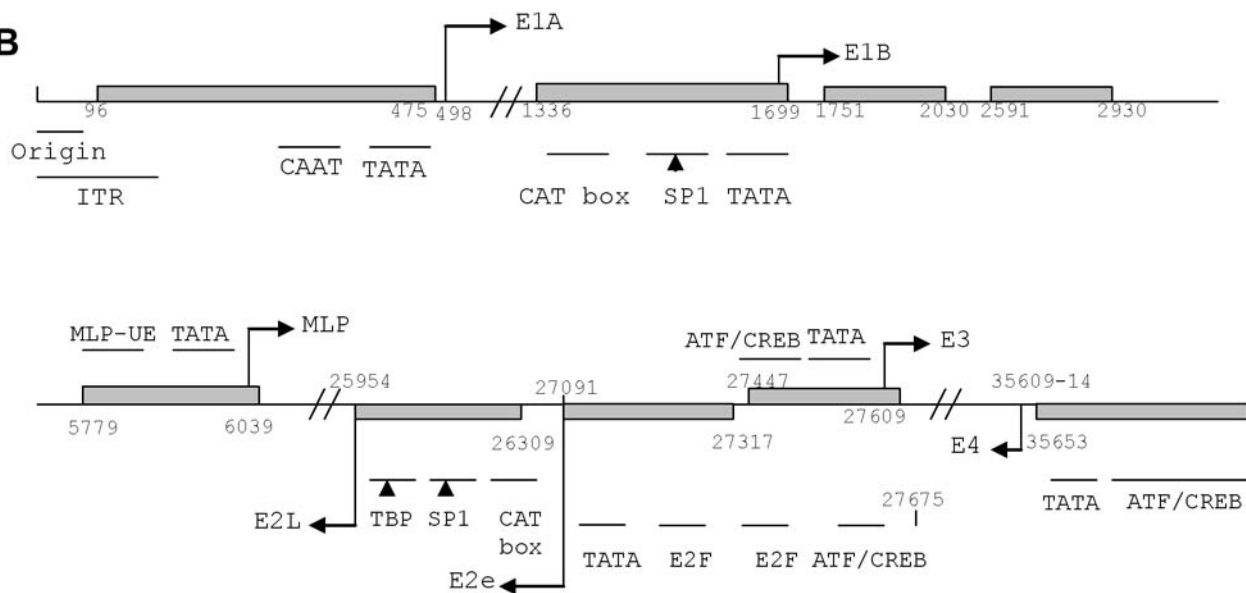 B
E1A
E1B
96 475 498 1336 1699 1751 2030 2591 2930
Origin
CAAT TATA
ITR
CAT box SP1 TATA
MLP-UE TATA MLP
ATF/CREB TATA E3
25954 27091 27447 35609-14
5779 6039 26309 27317 27609 E4 35653
E2L TBP SP1 CAT box
27675
TATA ATF/CREB
E2e TATA E2F E2F ATF/CREB